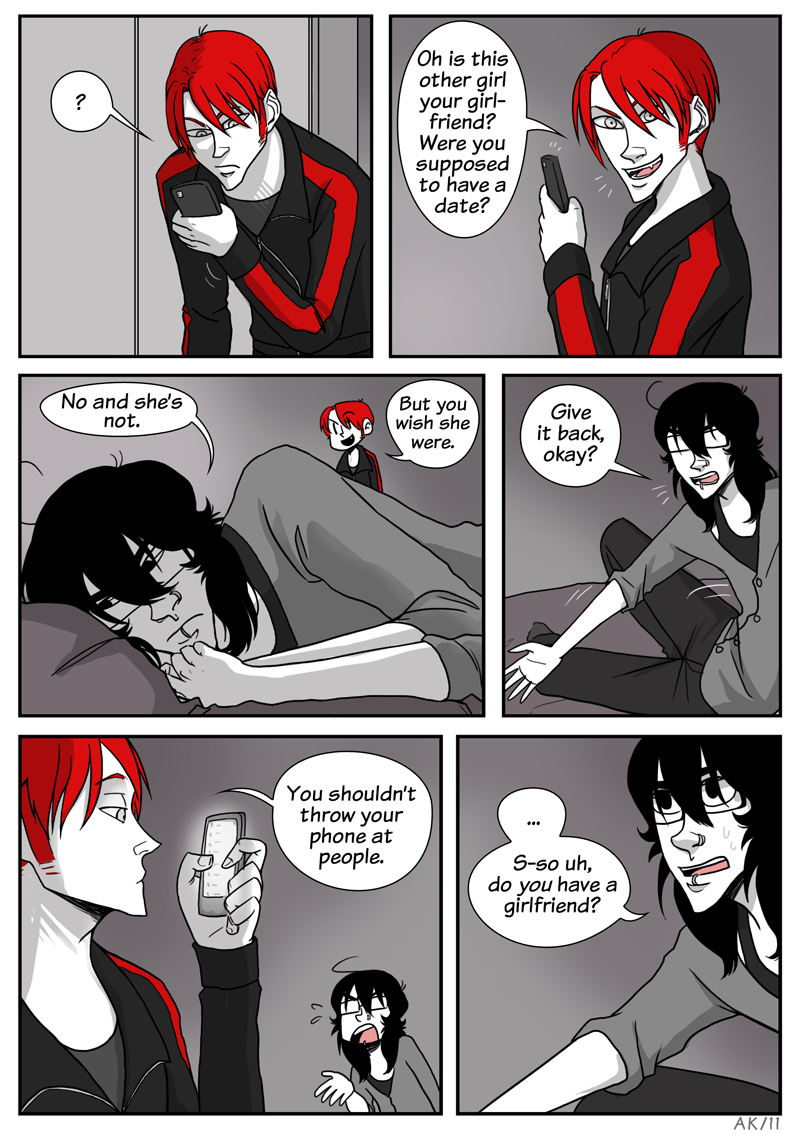 ?
Oh is this
other girl
your girl-
friend?
Were you
supposed
to have a
date?
No and she's
not.
But you
wish she
were.
Give
it back,
okay?
You shouldn't
throw your
phone at
people.
...
S-so uh,
do you have a
girlfriend?
AK/11